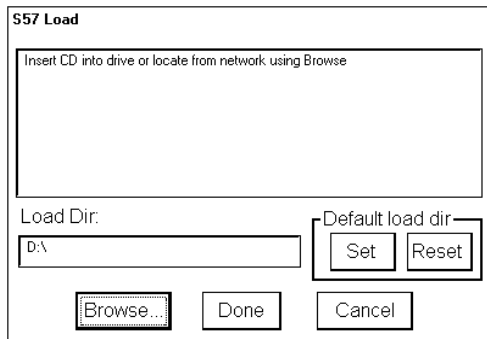 S57 Load
Insert CD into drive or locate from network using Browse
Load Dir:
D:\
Default load dir
Set
Reset
Browse...
Done
Cancel